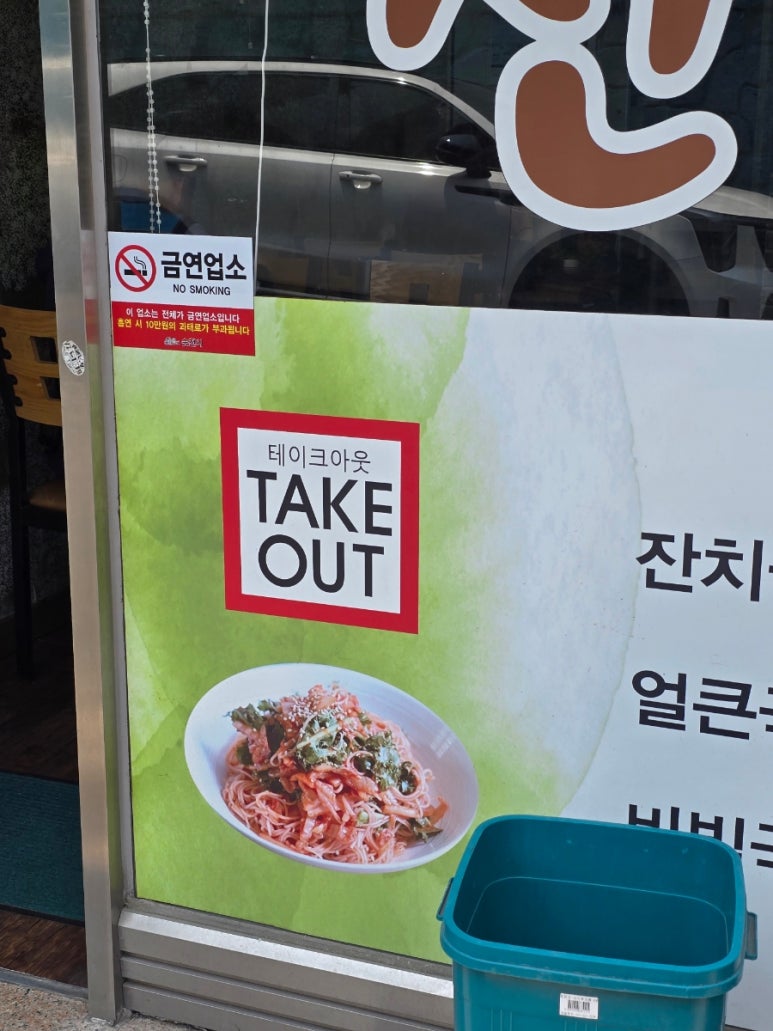 금연업소
NO SMOKING
이 업소는 전체가 금연업소입니다
흡연 시 10만원의 과태료가 부과됩니다
테이크아웃
TAKE
OUT
잔치
얼큰
비빔